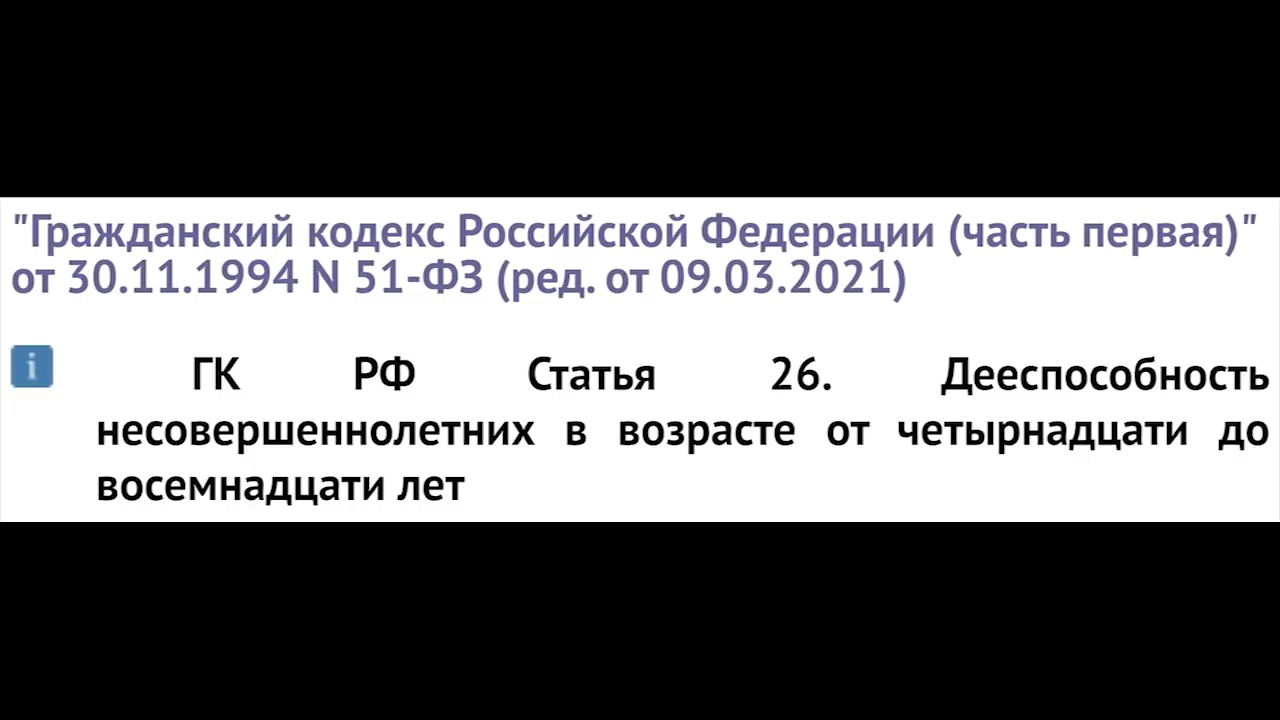 "Гражданский кодекс Российской Федерации (часть первая)"
от 30.11.1994 N 51-ФЗ (ред. от 09.03.2021)
i
ГК РФ Статья 26. Дееспособность
несовершеннолетних в возрасте от четырнадцати до
восемнадцати лет